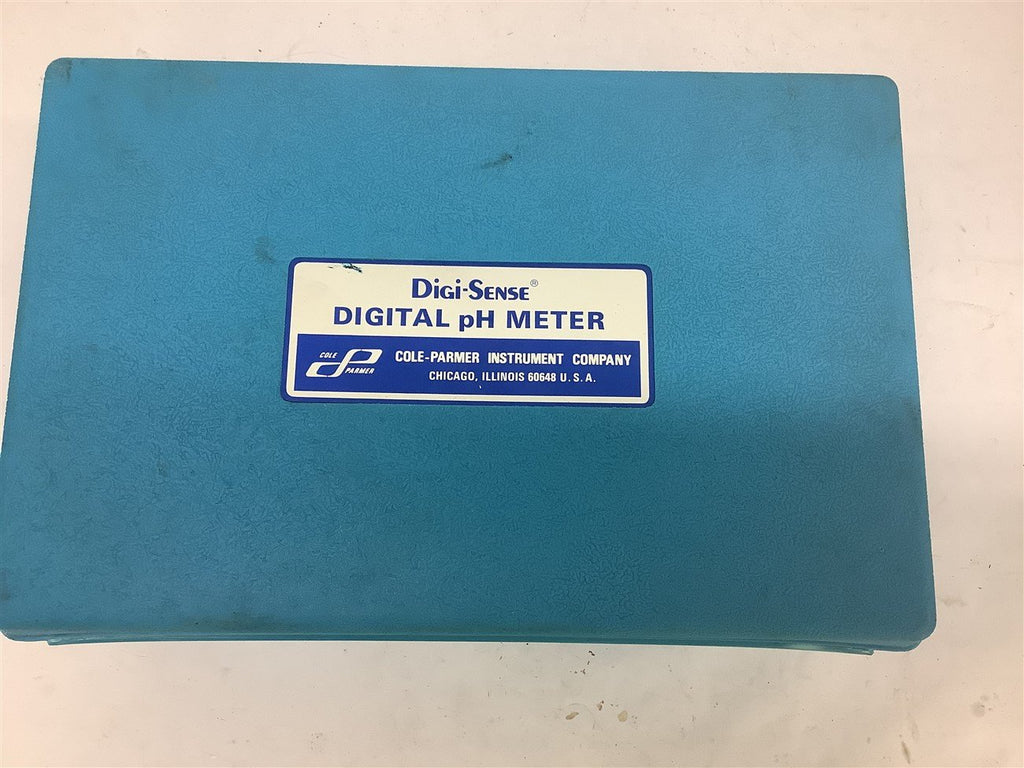 Digi-Sense®
DIGITAL pH METER
COLE
PARMER
COLE-PARMER INSTRUMENT COMPANY
CHICAGO, ILLINOIS 60648 U.S.A.